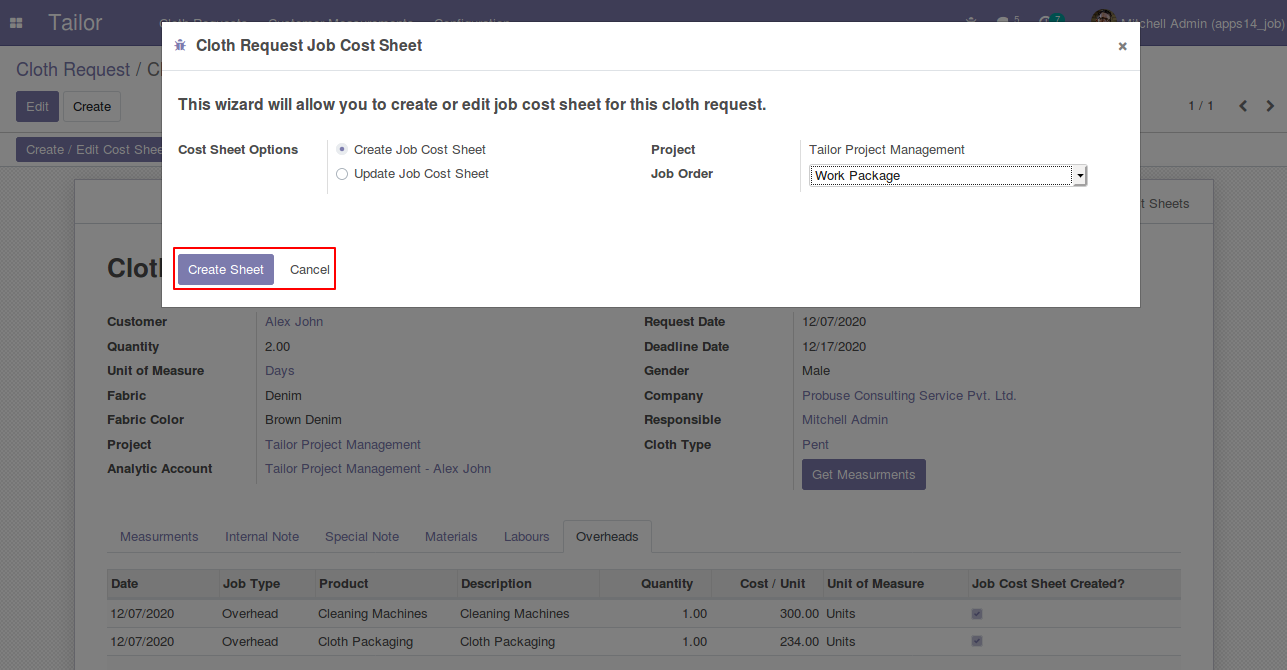 Tailor
Cloth Requests Customer Measurments Configuration
5 7 Mitchell Admin (apps14_job)
Cloth Request Job Cost Sheet ×
Cloth Request / Cl
Edit Create
1 / 1
This wizard will allow you to create or edit job cost sheet for this cloth request.
Create / Edit Cost Shee
Cost Sheet Options
Create Job Cost Sheet
Update Job Cost Sheet
Project Tailor Project Management
Job Order Work Package
t Sheets
Create Sheet Cancel
Clot
Customer Alex John Request Date 12/07/2020
Quantity 2.00 Deadline Date 12/17/2020
Unit of Measure Days Gender Male
Fabric Denim Company Probuse Consulting Service Pvt. Ltd.
Fabric Color Brown Denim Responsible Mitchell Admin
Project Tailor Project Management Cloth Type Pent
Analytic Account Tailor Project Management - Alex John
Get Measurments
Measurments Internal Note Special Note Materials Labours Overheads
Date Job Type Product Description Quantity Cost / Unit Unit of Measure Job Cost Sheet Created?
12/07/2020 Overhead Cleaning Machines Cleaning Machines 1.00 300.00 Units
12/07/2020 Overhead Cloth Packaging Cloth Packaging 1.00 234.00 Units